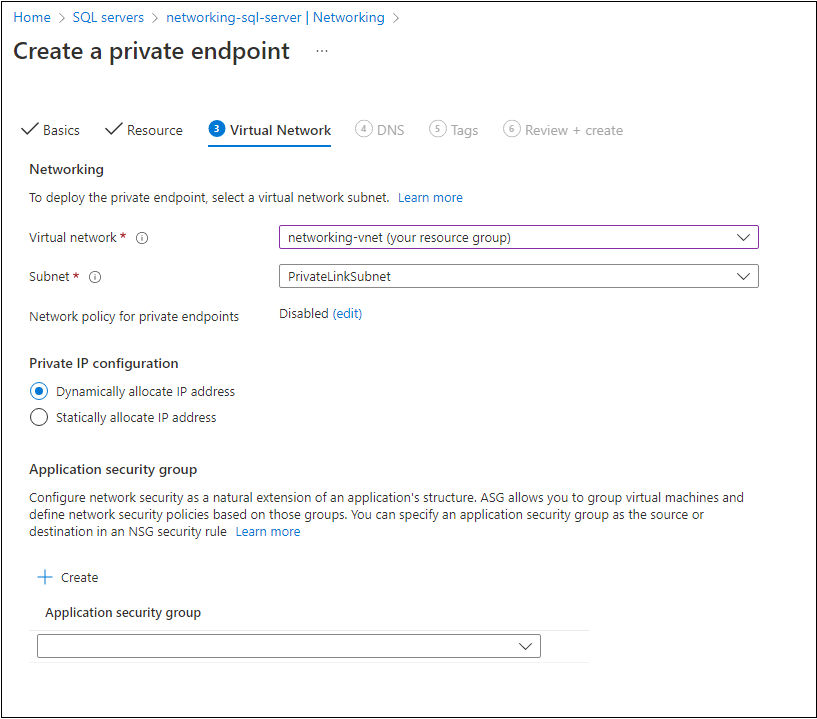 Home > SQL servers > networking-sql-server | Networking >
Create a private endpoint ...
Basics Resource 3 Virtual Network 4 DNS 5 Tags 6 Review + create
Networking
To deploy the private endpoint, select a virtual network subnet. Learn more
Virtual network * networking-vnet (your resource group)
Subnet * PrivateLinkSubnet
Network policy for private endpoints Disabled (edit)
Private IP configuration
Dynamically allocate IP address
Statically allocate IP address
Application security group
Configure network security as a natural extension of an application's structure. ASG allows you to group virtual machines and
define network security policies based on those groups. You can specify an application security group as the source or
destination in an NSG security rule Learn more
+ Create
Application security group